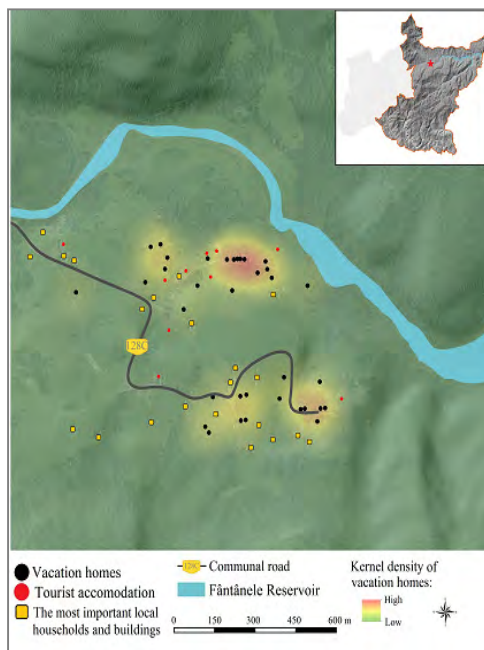 128C
Vacation homes
Tourist accomodation
The most important local
households and buildings
128C Communal road
Fântânele Reservoir
0 150 300 450 600 m
Kernel density of
vacation homes:
High
Low